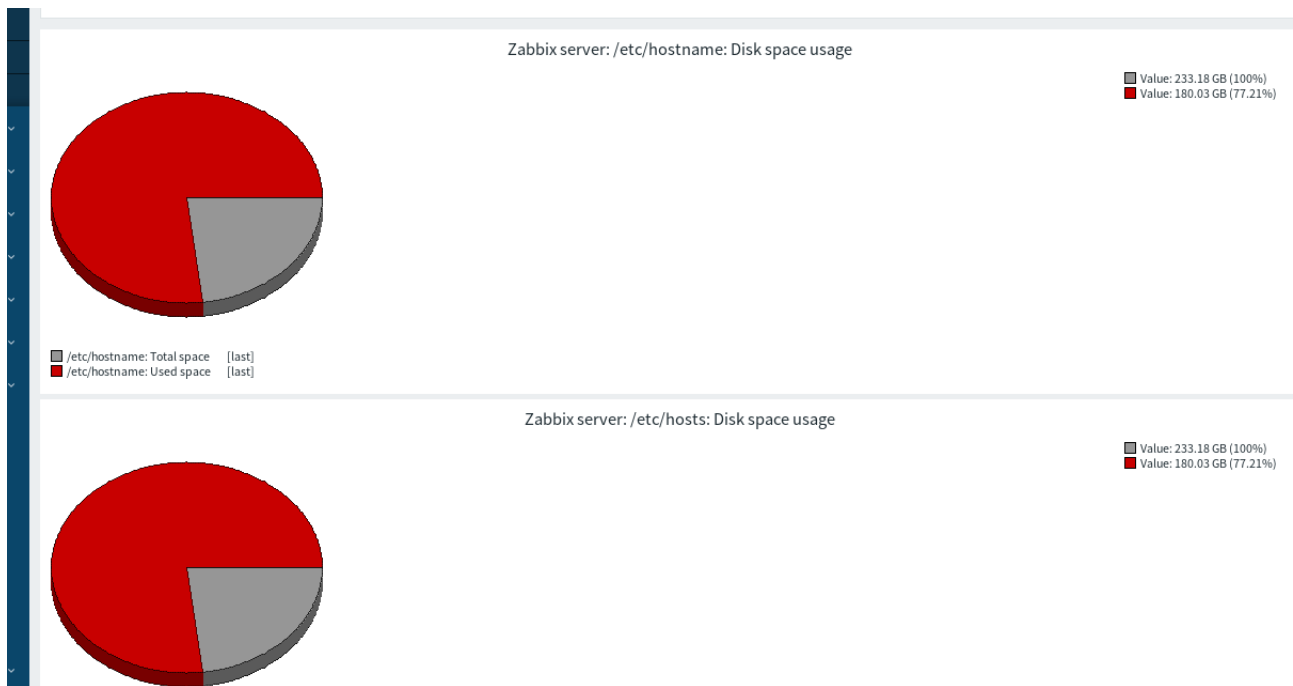 Zabbix server: /etc/hostname: Disk space usage
Value: 233.18 GB (100%)
Value: 180.03 GB (77.21%)
/etc/hostname: Total space [last]
/etc/hostname: Used space [last]
Zabbix server: /etc/hosts: Disk space usage
Value: 233.18 GB (100%)
Value: 180.03 GB (77.21%)